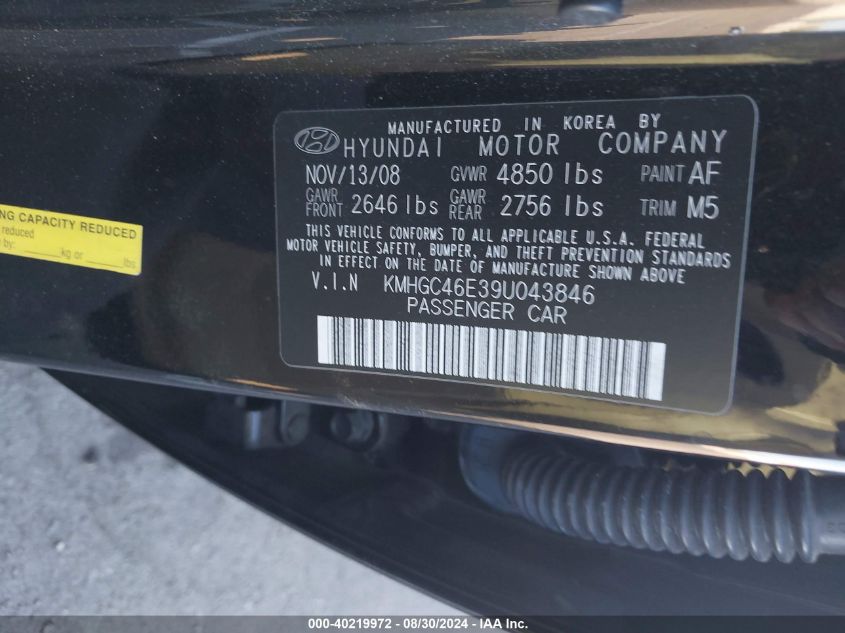 MANUFACTURED IN KOREA BY
HYUNDAI MOTOR COMPANY
NOV/13/08 GVWR 4850 lbs PAINT AF
GAWR FRONT 2646 lbs GAWR REAR 2756 lbs TRIM M5
THIS VEHICLE CONFORMS TO ALL APPLICABLE U.S.A. FEDERAL
MOTOR VEHICLE SAFETY, BUMPER, AND THEFT PREVENTION STANDARDS
IN EFFECT ON THE DATE OF MANUFACTURE SHOWN ABOVE
V.I.N KMHGC46E39U043846
PASSENGER CAR
NG CAPACITY REDUCED
reduced
by: kg or lbs
000-40219972 - 08/30/2024 - IAA Inc.